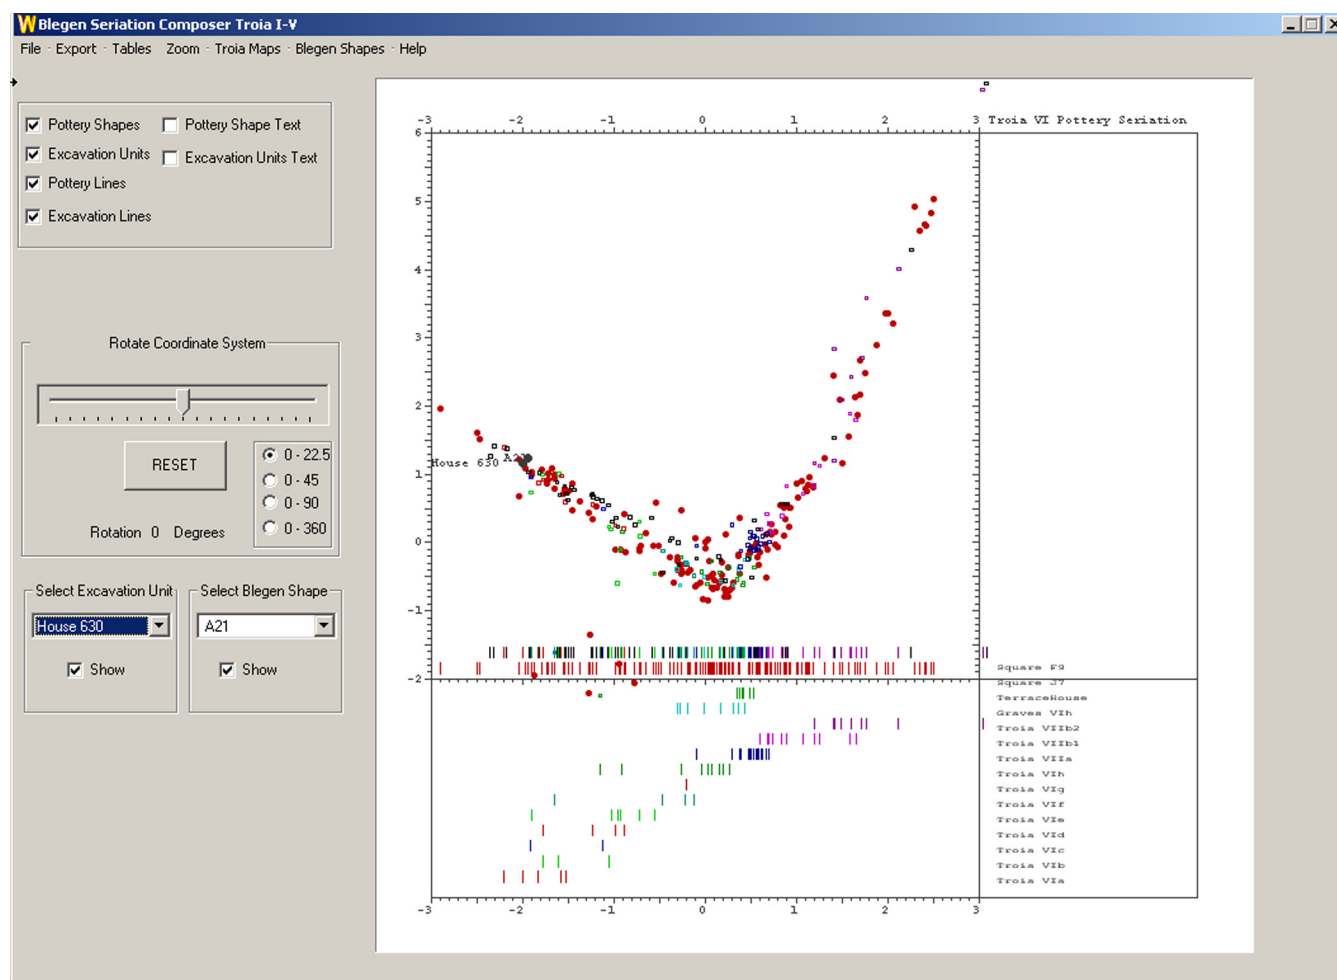 Blegen Seriation Composer Troia I-V
File Export Tables Zoom Troia Maps Blegen Shapes Help
Pottery Shapes Pottery Shape Text
Excavation Units Excavation Units Text
Pottery Lines
Excavation Lines
Rotate Coordinate System
RESET
0 - 22.5
0 - 45
0 - 90
0 - 360
Rotation 0 Degrees
Select Excavation Unit Select Blegen Shape
House 630 A21
Show Show
-3 -2 -1 0 1 2 3 Troia VI Pottery Seriation
6
5
4
3
2
1
0
-1
-2
House 630
Square F9
Square J7
TerraceHouse
Graves VIh
Troia VIIb2
Troia VIIb1
Troia VIIa
Troia VIh
Troia VIg
Troia VIf
Troia VIe
Troia VId
Troia VIc
Troia VIb
Troia VIa
-3 -2 -1 0 1 2 3